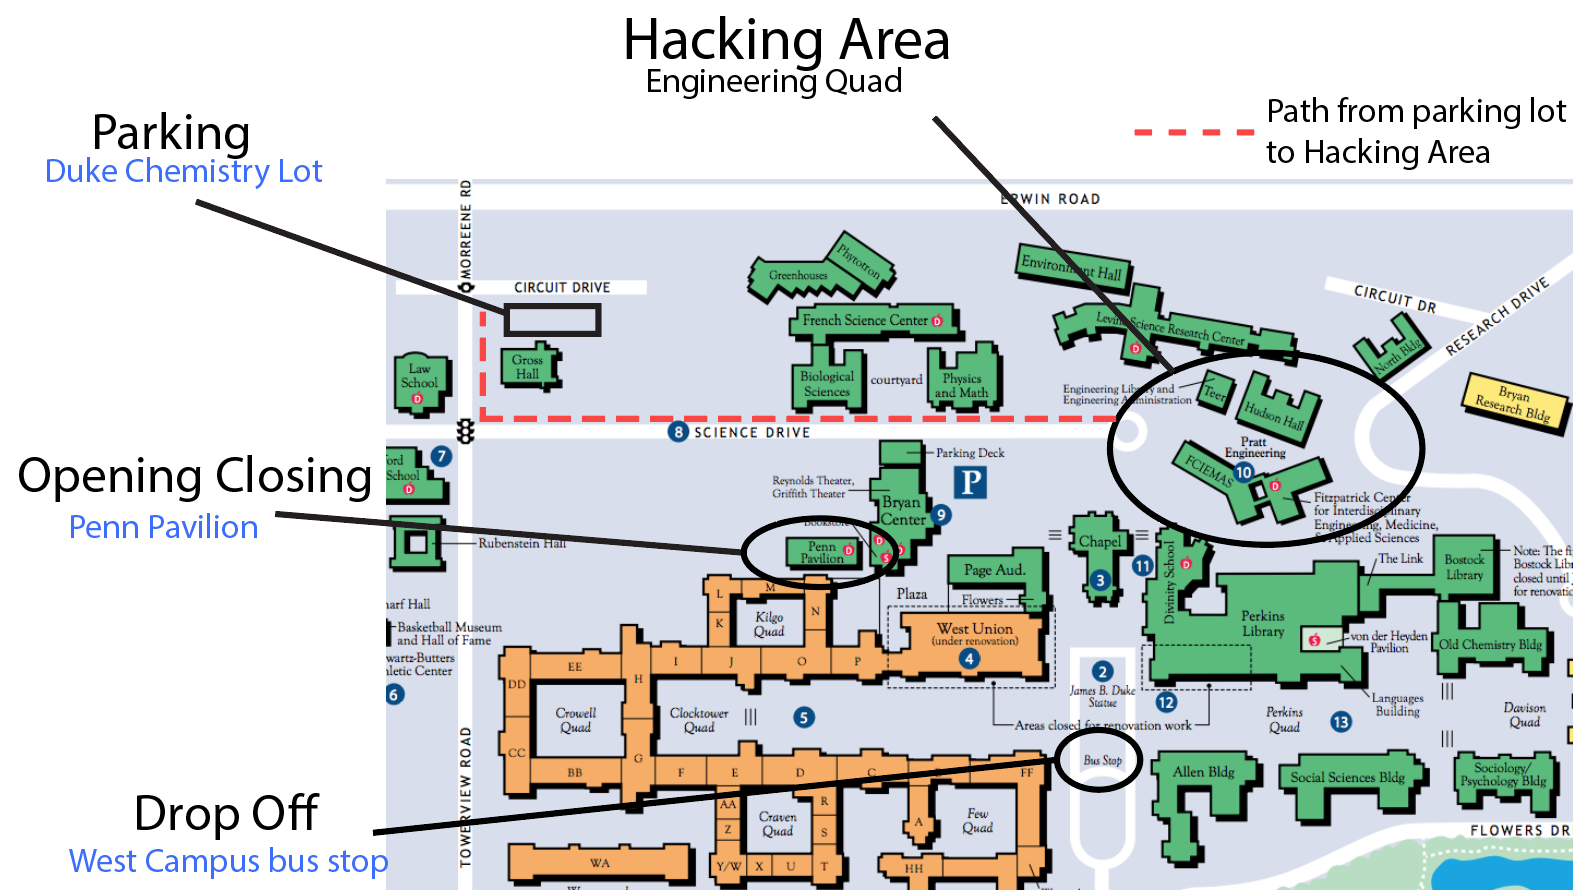 Hacking Area
Engineering Quad
Parking
Duke Chemistry Lot
Path from parking lot
to Hacking Area
MORREENE RD
ERWIN ROAD
CIRCUIT DRIVE
Greenhouses
Phytotron
Environment Hall
CIRCUIT DR
RESEARCH DRIVE
French Science Center
D
Levine Science Research Center
D
North Bldg
Gross
Hall
Law
School
D
Biological
Sciences
courtyard
Physics
and Math
Engineering Library and
Engineering Administration
Teer
Hudson Hall
Bryan
Research Bldg
8 SCIENCE DRIVE
Pratt
Engineering
10
FCIEMAS
D
Fitzpatrick Center
for Interdisciplinary
Engineering, Medicine,
& Applied Sciences
Opening Closing
Penn Pavilion
ord
School
D
7
Parking Deck
P
Reynolds Theater,
Griffith Theater
Bryan
Center
9
Bookstore
D
D
$
Penn
Pavilion
D
Rubenstein Hall
Chapel
3
11
Divinity School
D
Page Aud.
Flowers
Plaza
The Link
Bostock
Library
Note: The fi
Bostock Libr
closed until
for renovatio
Perkins
Library
$
von der Heyden
Pavilion
Old Chemistry Bldg
Languages
Building
arf Hall
Basketball Museum
and Hall of Fame
wartz-Butters
hletic Center
6
L
M
N
K
Kilgo
Quad
I
J
O
P
West Union
(under renovation)
4
EE
DD
H
Crowell
Quad
Clocktower
Quad
5
2
James B. Duke
Statue
12
Areas closed for renovation work
Perkins
Quad
13
Davison
Quad
CC
BB
G
F
E
D
C
FF
Bus Stop
Allen Bldg
Social Sciences Bldg
Sociology/
Psychology Bldg
Drop Off
West Campus bus stop
TOWERVIEW ROAD
AA
Z
Craven
Quad
R
S
A
Few
Quad
FLOWERS DR
WA
Y/W
X
U
T
HH